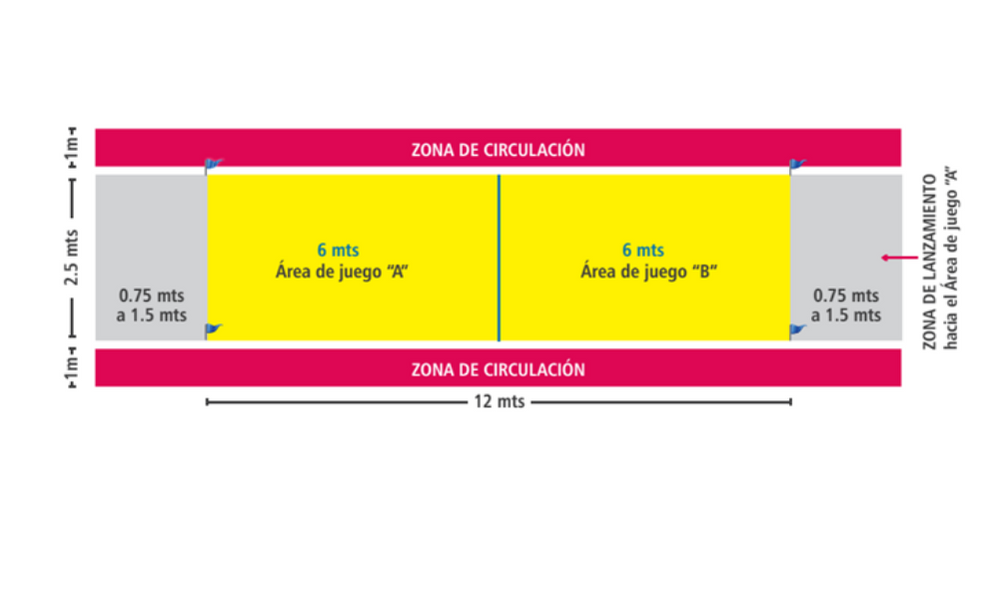 ZONA DE CIRCULACIÓN
1m
2.5 mts
6 mts
Área de juego “A”
6 mts
Área de juego “B”
0.75 mts
a 1.5 mts
0.75 mts
a 1.5 mts
ZONA DE LANZAMIENTO
hacia el Área de juego “A”
1m
ZONA DE CIRCULACIÓN
12 mts